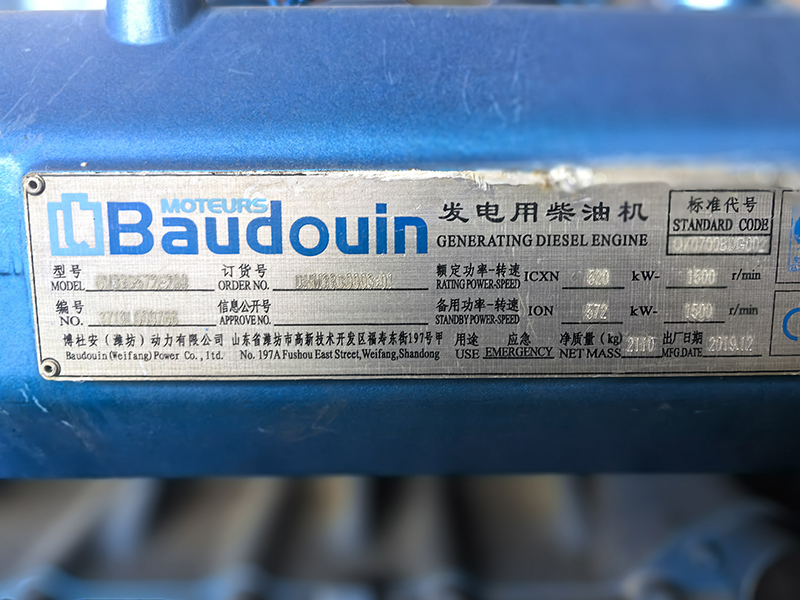 MOTEURS
Baudouin
发电用柴油机
GENERATING DIESEL ENGINE
标准代号
STANDARD CODE
型号
MODEL
订货号
ORDER NO.
额定功率-转速
RATING POWER-SPEED
ICXN 520 kW- 1500 r/min
编号
NO.
信息公开号
APPROVE NO.
备用功率-转速
STANDBY POWER-SPEED
ION 572 kW- 1500 r/min
博杜安（潍坊）动力有限公司 山东省潍坊市高新技术开发区福寿东街197号甲
Baudouin (Weifang) Power Co., ltd. No. 197A Fushou East Street, Weifang, Shandong
用途 应急
USE EMERGENCY
净质量(kg)
NET MASS
出厂日期
MFG.DATE 2019.12